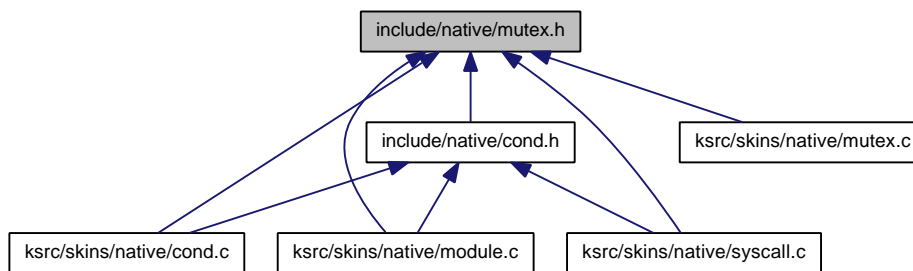 include/native/mutex.h
include/native/cond.h
ksrc/skins/native/mutex.c
ksrc/skins/native/cond.c
ksrc/skins/native/module.c
ksrc/skins/native/syscall.c